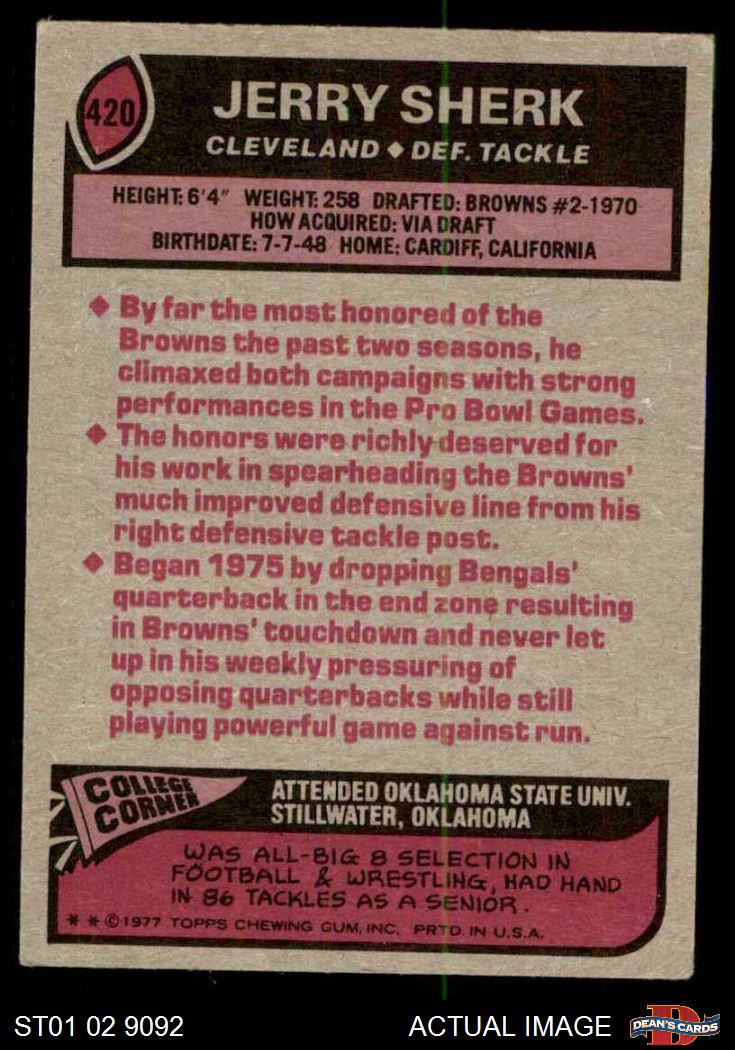 420
JERRY SHERK
CLEVELAND ◆ DEF. TACKLE
HEIGHT: 6'4" WEIGHT: 258 DRAFTED: BROWNS #2-1970
HOW ACQUIRED: VIA DRAFT
BIRTHDATE: 7-7-48 HOME: CARDIFF, CALIFORNIA
◆ By far the most honored of the
Browns the past two seasons, he
climaxed both campaigns with strong
performances in the Pro Bowl Games.
◆ The honors were richly deserved for
his work in spearheading the Browns'
much improved defensive line from his
right defensive tackle post.
◆ Began 1975 by dropping Bengals'
quarterback in the end zone resulting
in Browns' touchdown and never let
up in his weekly pressuring of
opposing quarterbacks while still
playing powerful game against run.
COLLEGE
CORNER
ATTENDED OKLAHOMA STATE UNIV.
STILLWATER, OKLAHOMA
WAS ALL-BIG 8 SELECTION IN
FOOTBALL & WRESTLING, HAD HAND
IN 86 TACKLES AS A SENIOR.
* * © 1977 TOPPS CHEWING GUM, INC. PRTD. IN U.S.A.
ST01 02 9092
ACTUAL IMAGE
DEAN'S CARDS